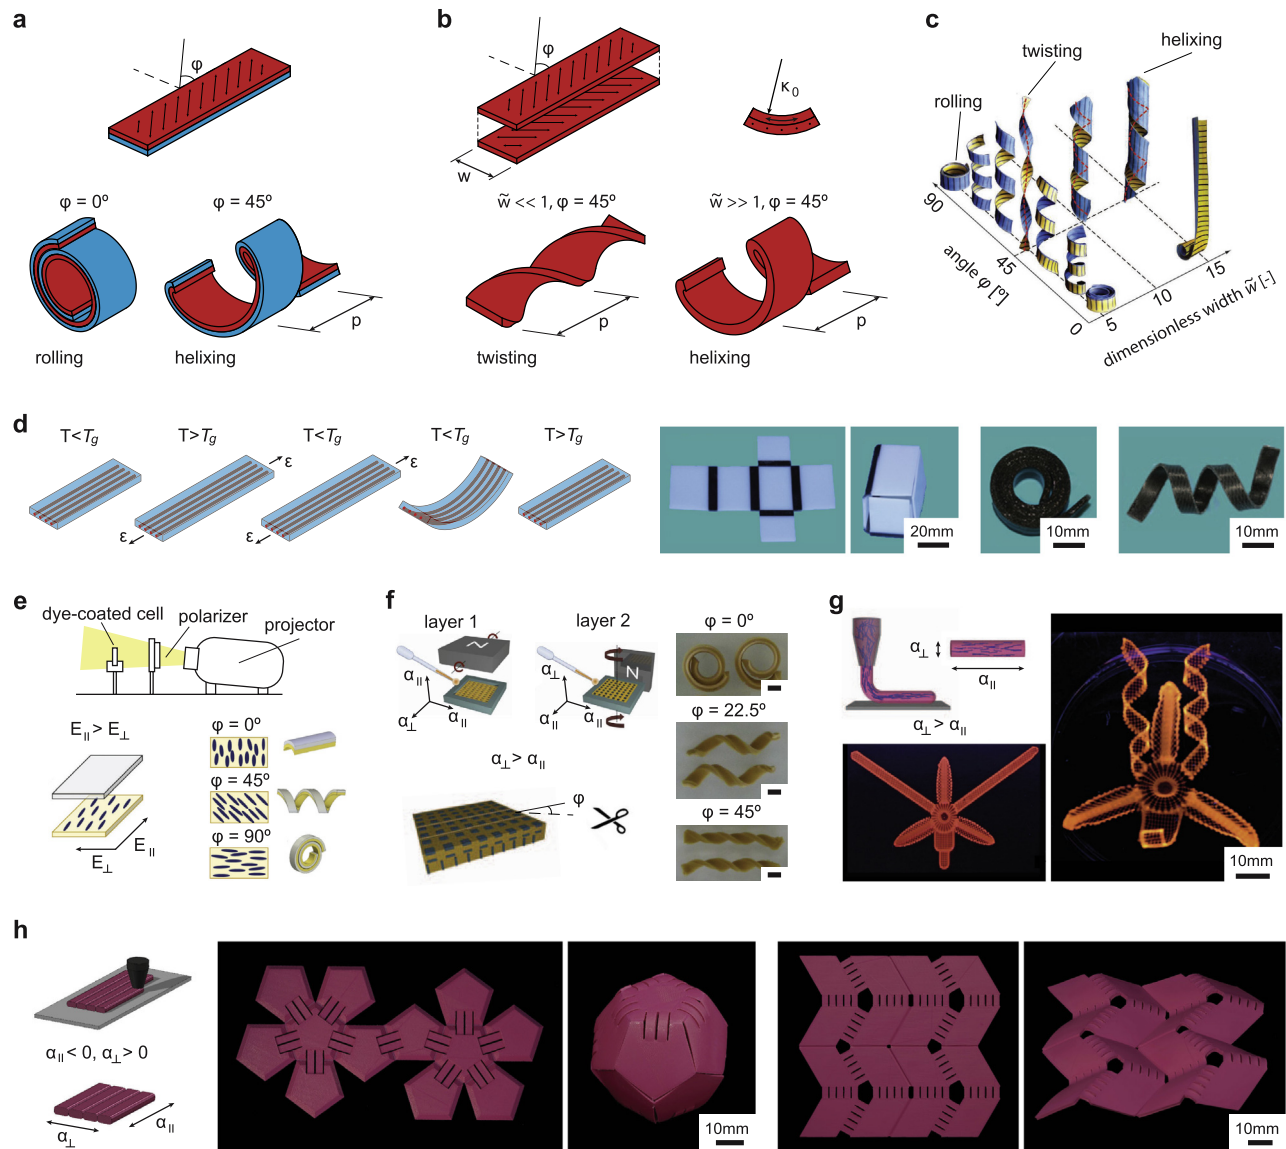 a
φ
φ = 0º
φ = 45º
p
rolling
helixing
b
φ
w
κ0
w̃ << 1, φ = 45º
w̃ >> 1, φ = 45º
p
p
twisting
helixing
c
helixing
twisting
rolling
90
45
0
5
10
15
angle φ [º]
dimensionless width w̃ [-]
d
T<Tg
T>Tg
T<Tg
T<Tg
T>Tg
ε
ε
ε
ε
20mm
10mm
10mm
e
dye-coated cell
polarizer
projector
E|| > E⊥
E||
E⊥
φ = 0º
φ = 45º
φ = 90º
f
layer 1
layer 2
N
N
α||
α⊥
α||
α⊥
α||
α||
α⊥ > α||
φ
φ = 0º
φ = 22.5º
φ = 45º
g
α⊥
α||
α⊥ > α||
10mm
h
α|| < 0, α⊥ > 0
α⊥
α||
10mm
10mm